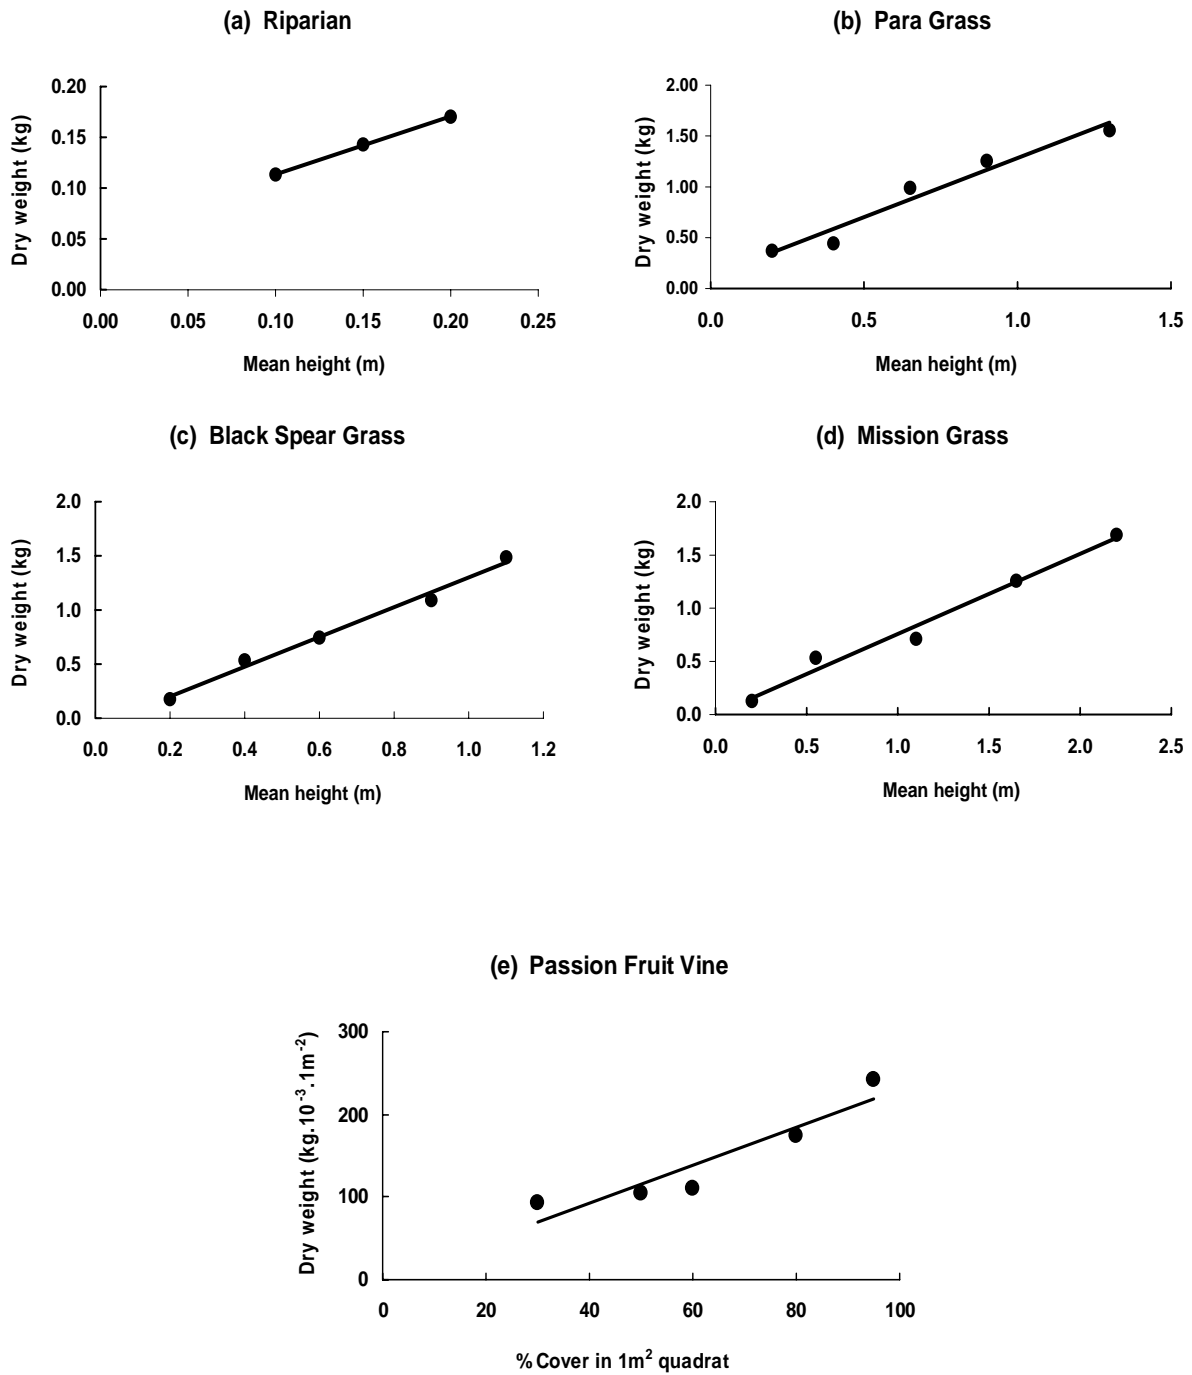 (a) Riparian
Dry weight (kg)
0.20
0.15
0.10
0.05
0.00
0.00 0.05 0.10 0.15 0.20 0.25
Mean height (m)
(b) Para Grass
Dry weight (kg)
2.00
1.50
1.00
0.50
0.00
0.0 0.5 1.0 1.5
Mean height (m)
(c) Black Spear Grass
Dry weight (kg)
2.0
1.5
1.0
0.5
0.0
0.0 0.2 0.4 0.6 0.8 1.0 1.2
Mean height (m)
(d) Mission Grass
Dry weight (kg)
2.0
1.5
1.0
0.5
0.0
0.0 0.5 1.0 1.5 2.0 2.5
Mean height (m)
(e) Passion Fruit Vine
Dry weight (kg.10⁻³.1m⁻²)
300
200
100
0
0 20 40 60 80 100
% Cover in 1m² quadrat